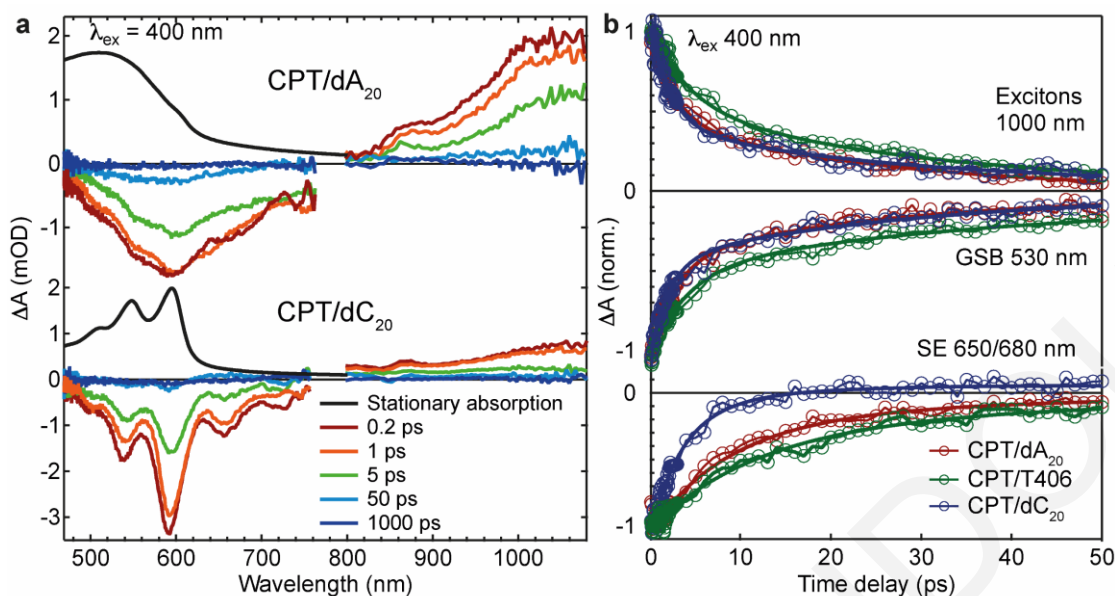 a
λex = 400 nm
CPT/dA20
2
1
0
-1
ΔA (mOD)
CPT/dC20
2
1
0
-1
-2
-3
Stationary absorption
0.2 ps
1 ps
5 ps
50 ps
1000 ps
500 600 700 800 900 1000
Wavelength (nm)
b
λex 400 nm
1
Excitons
1000 nm
0
GSB 530 nm
ΔA (norm.)
-1
SE 650/680 nm
0
CPT/dA20
CPT/T406
CPT/dC20
-1
0 10 20 30 40 50
Time delay (ps)